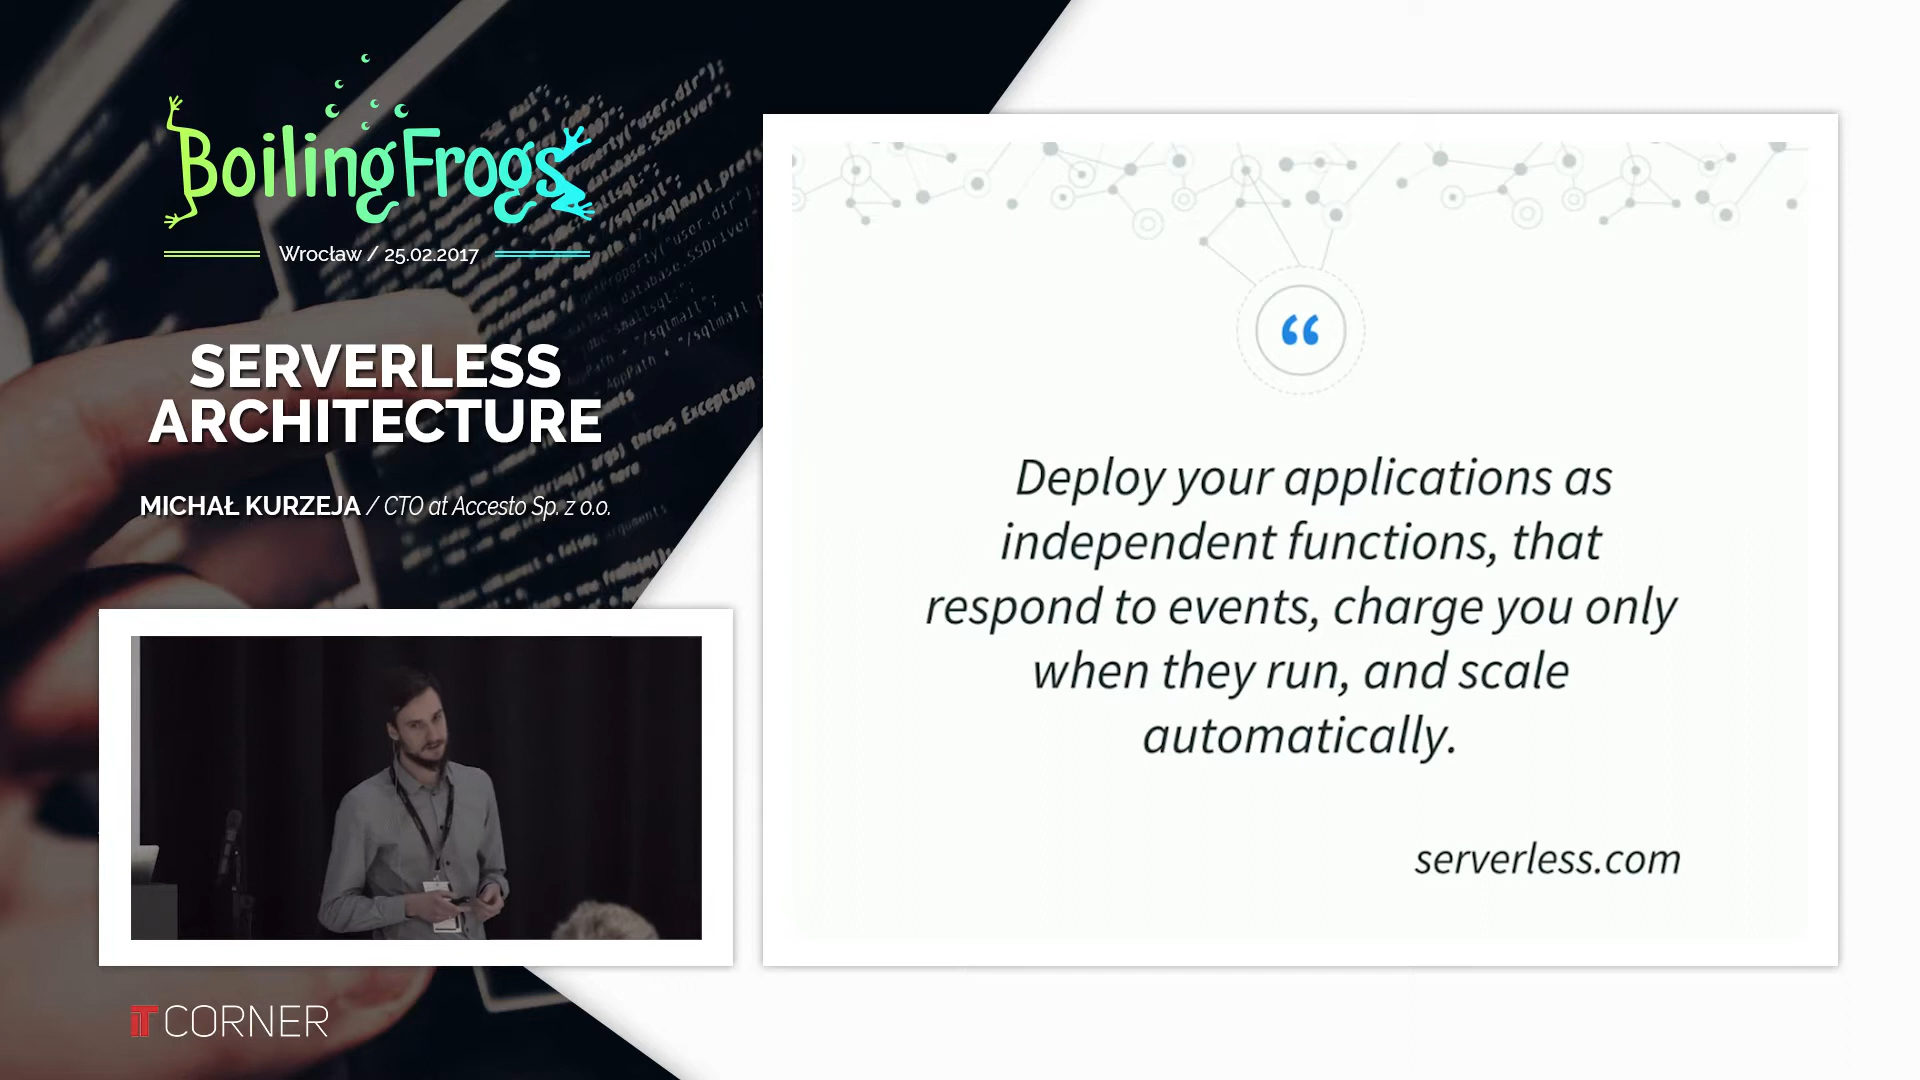 BoilingFrogs
Wrocław / 25.02.2017
SERVERLESS
ARCHITECTURE
MICHAŁ KURZEJA / CTO at Accesto Sp. z o.o.
“
Deploy your applications as
independent functions, that
respond to events, charge you only
when they run, and scale
automatically.
serverless.com
IT CORNER